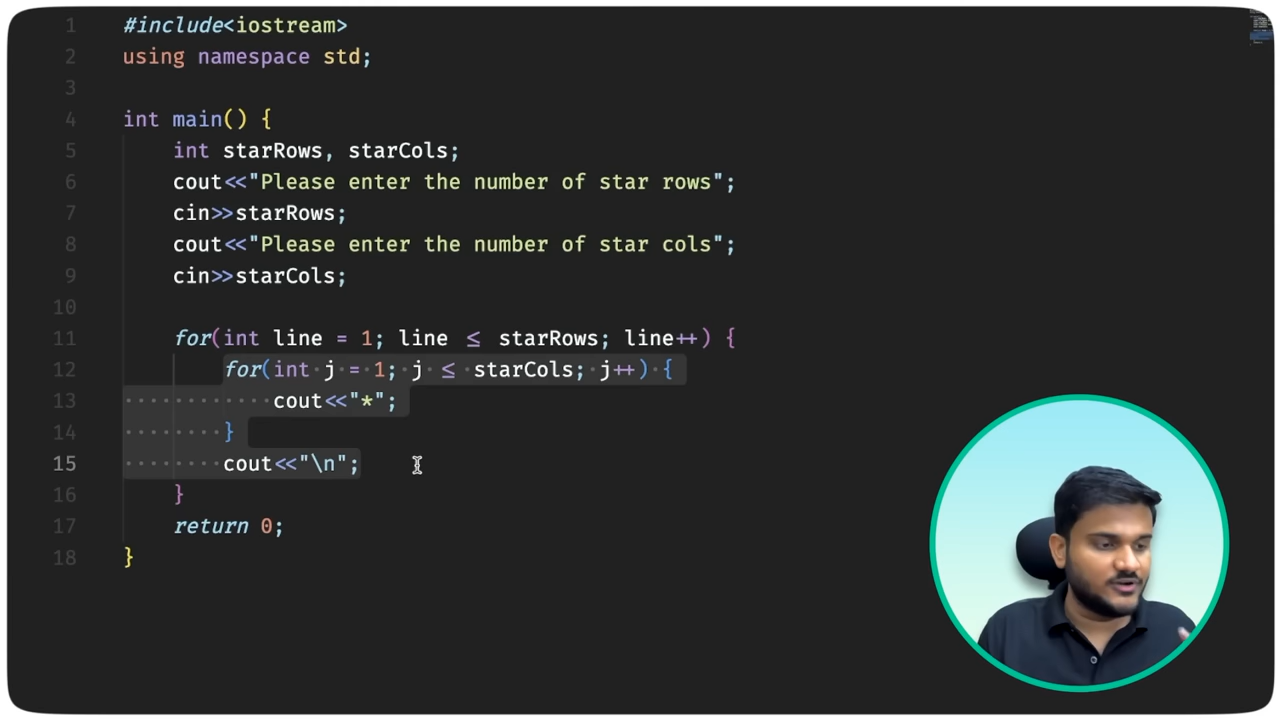 1 #include<iostream>
2 using namespace std;
3
4 int main() {
5 int starRows, starCols;
6 cout<<"Please enter the number of star rows";
7 cin>>starRows;
8 cout<<"Please enter the number of star cols";
9 cin>>starCols;
10
11 for(int line = 1; line ≤ starRows; line++) {
12 for(int j = 1; j ≤ starCols; j++) {
13 cout<<"*";
14 }
15 cout<<"\n";
16 }
17 return 0;
18 }